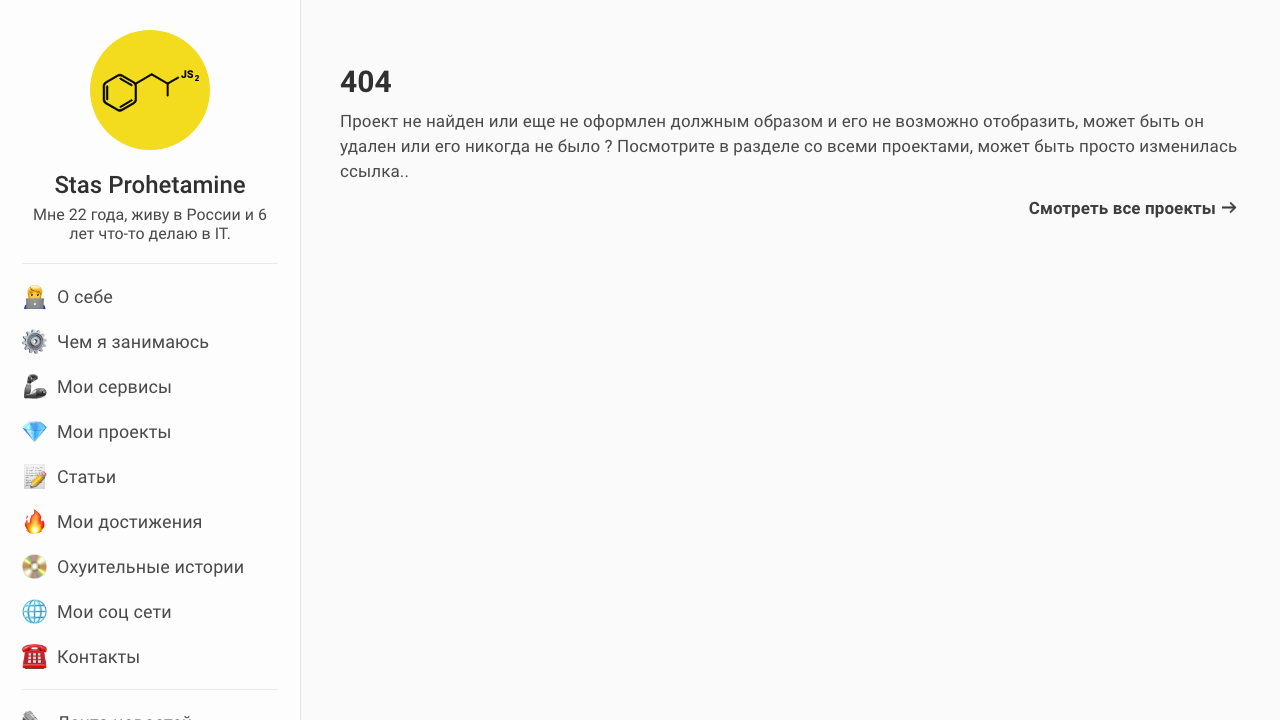 JS2
Stas Prohetamine
Мне 22 года, живу в России и 6
лет что-то делаю в IT.
О себе
Чем я занимаюсь
Мои сервисы
Мои проекты
Статьи
Мои достижения
Охуительные истории
Мои соц сети
Контакты
404
Проект не найден или еще не оформлен должным образом и его не возможно отобразить, может быть он
удален или его никогда не было ? Посмотрите в разделе со всеми проектами, может быть просто изменилась
ссылка..
Смотреть все проекты →